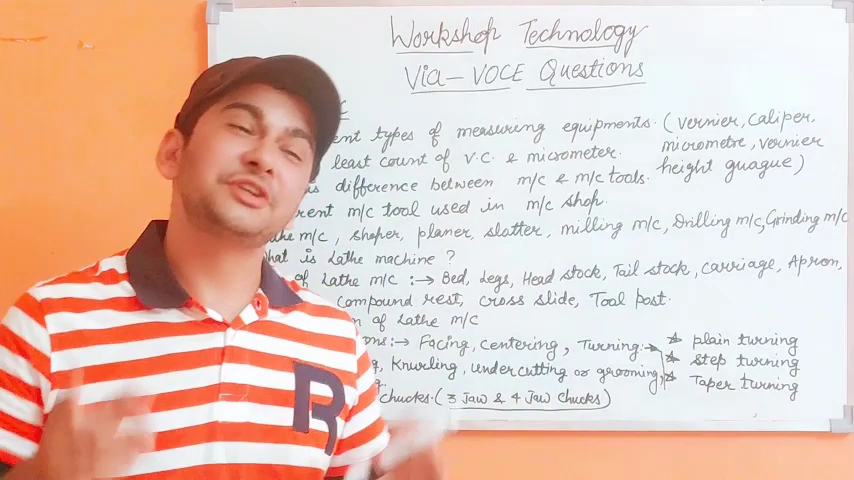 Workshop Technology
Via-VOCE Questions
ent types of measuring equipments. (vernier, caliper,
least count of V.C. & micrometer. micrometre, vernier
is difference between m/c & m/c tools. height guague)
rent m/c tool used in m/c shop.
m/c, shaper, planer, slotter, milling m/c, Drilling m/c, Grinding m/c
hat is Lathe machine ?
of Lathe m/c :→ Bed, Legs, Head stock, Tail stock, carriage, Apron,
compound rest, cross slide, Tool post.
n of Lathe m/c
ons:→ Facing, Centering, Turning:→ ☆ plain turning
g, Knurling, undercutting or grooming, ☆ step turning
☆ Taper turning
chucks. (3 Jaw & 4 Jaw chucks)
R